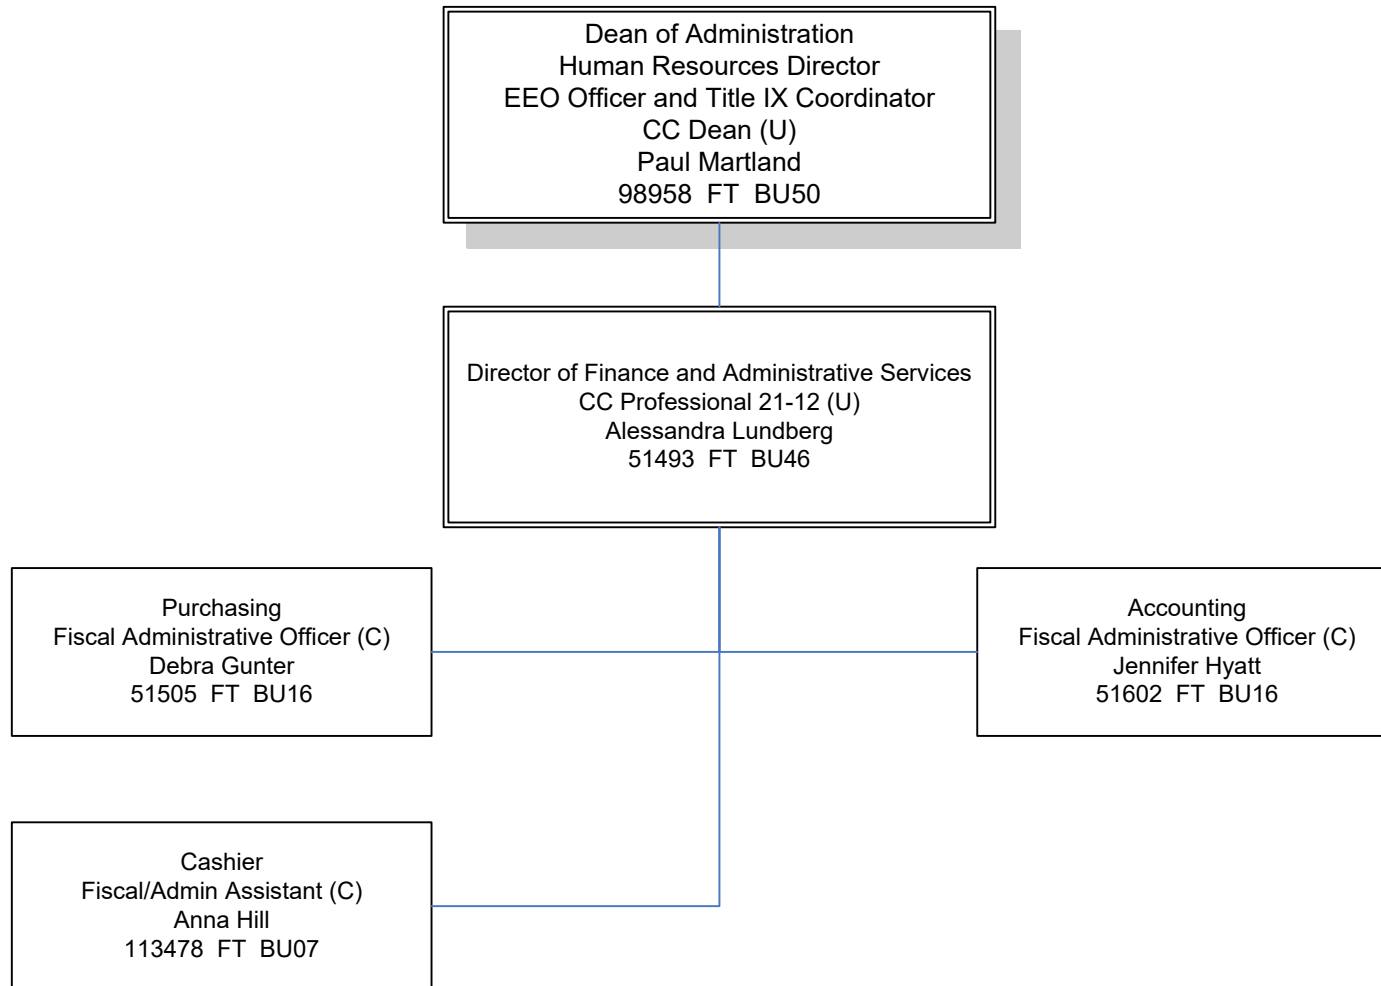 Dean of Administration
Human Resources Director
EEO Officer and Title IX Coordinator
CC Dean (U)
Paul Martland
98958 FT BU50
Director of Finance and Administrative Services
CC Professional 21-12 (U)
Alessandra Lundberg
51493 FT BU46
Purchasing
Fiscal Administrative Officer (C)
Debra Gunter
51505 FT BU16
Accounting
Fiscal Administrative Officer (C)
Jennifer Hyatt
51602 FT BU16
Cashier
Fiscal/Admin Assistant (C)
Anna Hill
113478 FT BU07